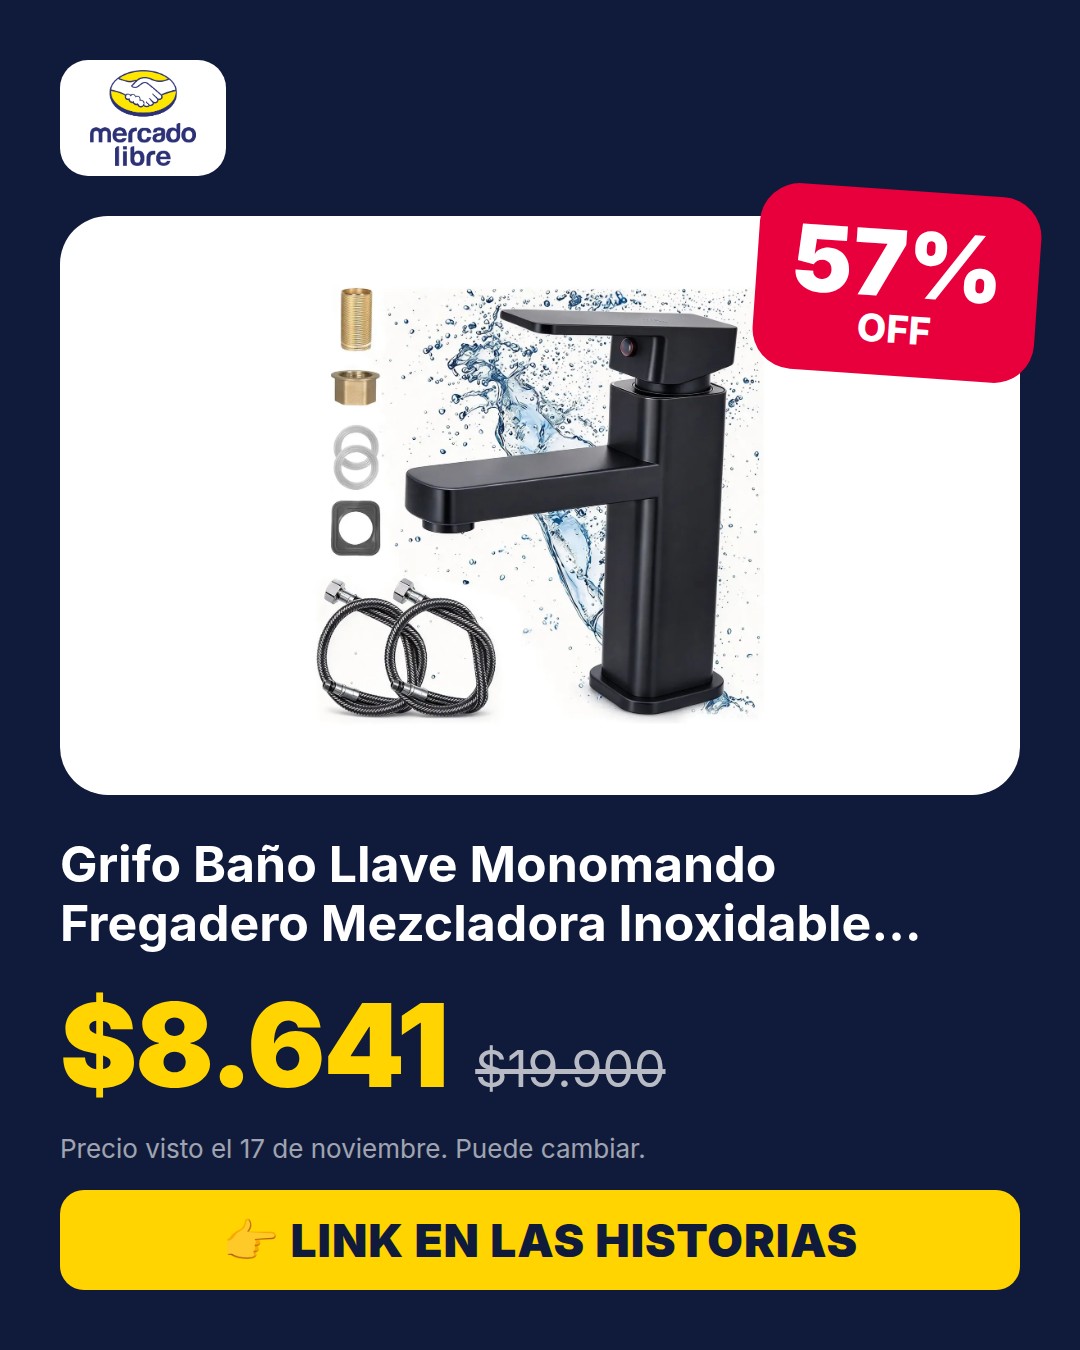 mercado
libre
57%
OFF
Grifo Baño Llave Monomando
Fregadero Mezcladora Inoxidable...
$8.641 $19.900
Precio visto el 17 de noviembre. Puede cambiar.
👉 LINK EN LAS HISTORIAS